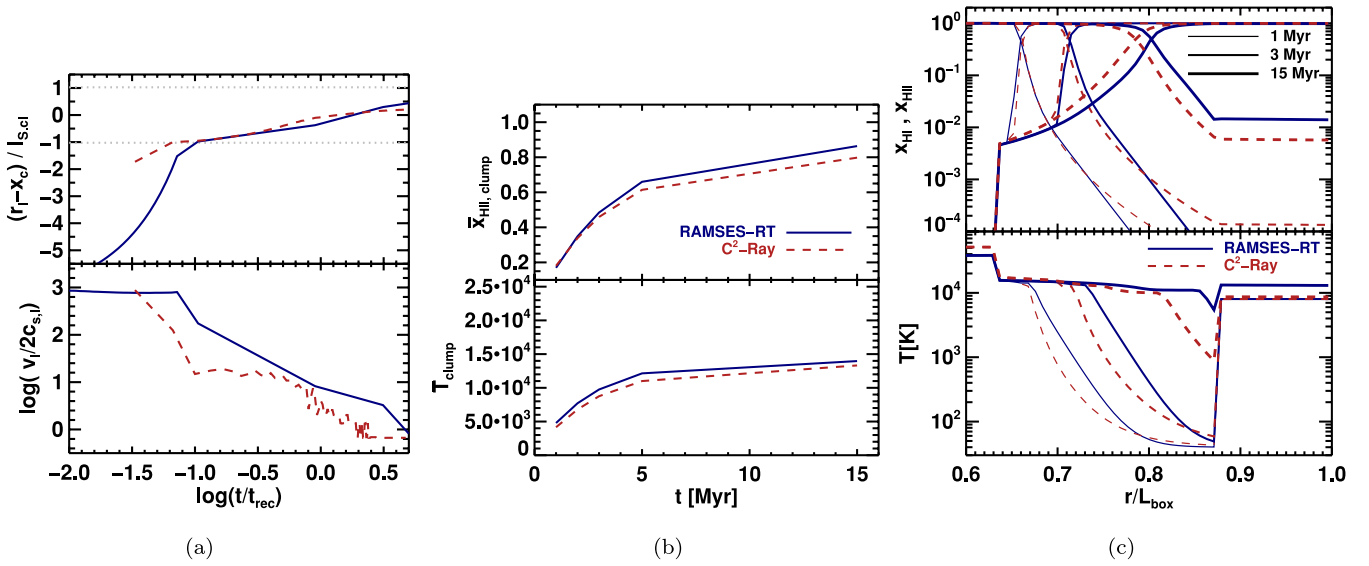 (r_I-x_c) / l_S,cl
1
0
-1
-2
-3
-4
-5
log( v_I/2c_s,I)
3
2
1
0
-2.0 -1.5 -1.0 -0.5 0.0 0.5
log(t/t_rec)
(a)
x̄_HII, clump
1.0
0.8
0.6
0.4
0.2
RAMSES-RT
C²-Ray
T̄_clump
2.5•10⁴
2.0•10⁴
1.5•10⁴
1.0•10⁴
5.0•10³
0
0 5 10 15
t [Myr]
(b)
x_HI , x_HII
10⁰
10⁻¹
10⁻²
10⁻³
10⁻⁴
1 Myr
3 Myr
15 Myr
T[K]
10⁴
10³
10²
RAMSES-RT
C²-Ray
0.6 0.7 0.8 0.9 1.0
r/L_box
(c)